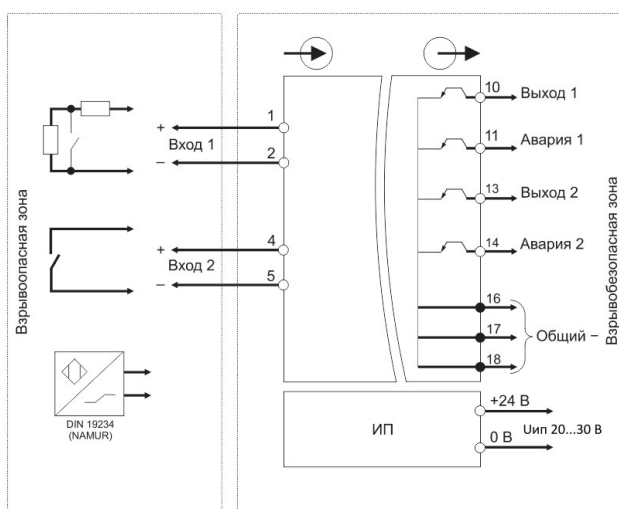 Взрывоопасная зона
+
Вход 1
–
+
Вход 2
–
DIN 19234
(NAMUR)
1
2
4
5
10
Выход 1
11
Авария 1
13
Выход 2
14
Авария 2
16
17
Общий –
18
Взрывобезопасная зона
ИП
+24 В
Uип 20...30 В
0 В